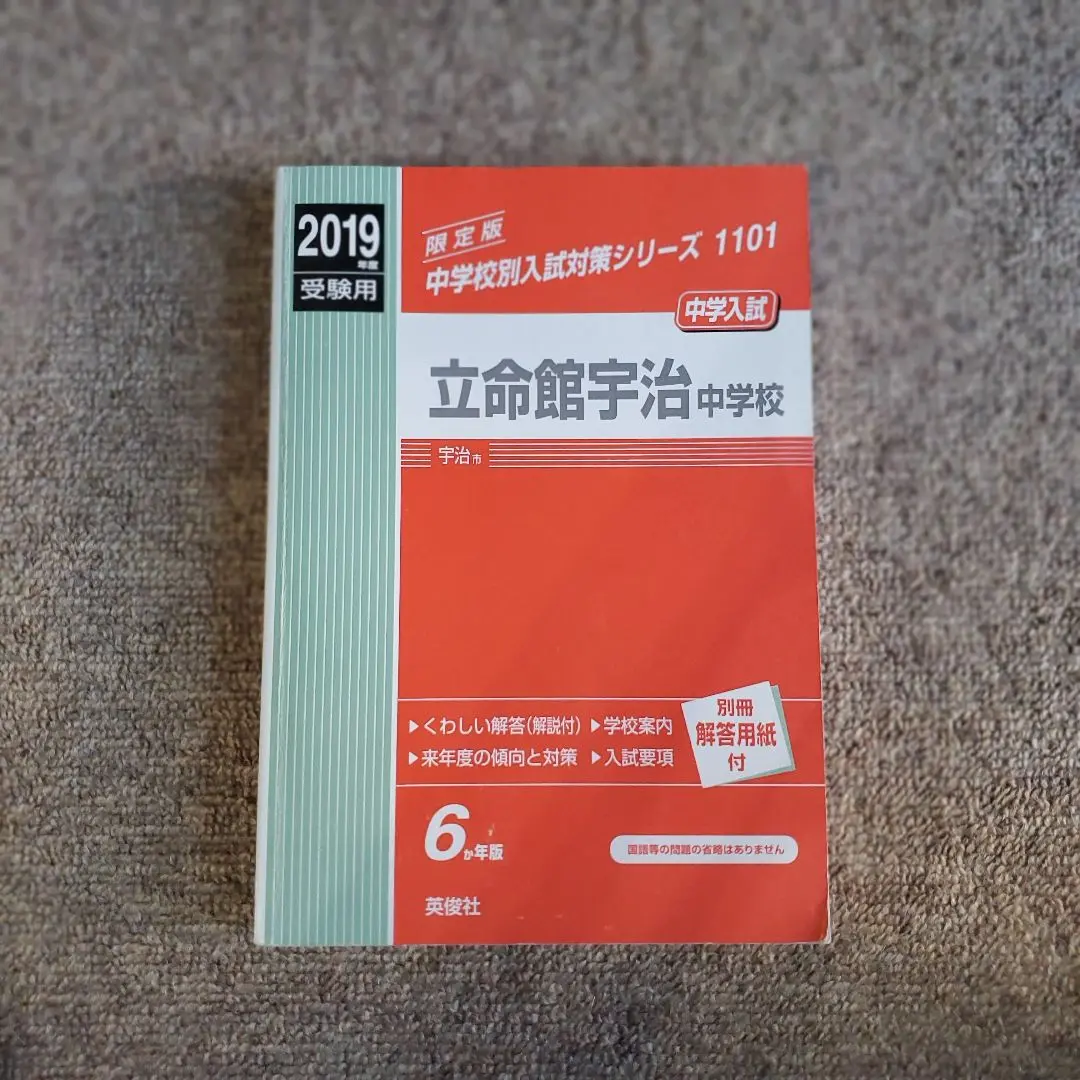 2019
年度
受験用
限定版
中学校別入試対策シリーズ 1101
中学入試
立命館宇治中学校
宇治市
▶くわしい解答(解説付) ▶学校案内
▶来年度の傾向と対策 ▶入試要項
別冊
解答用紙
付
6か年版
国語等の問題の省略はありません
英俊社